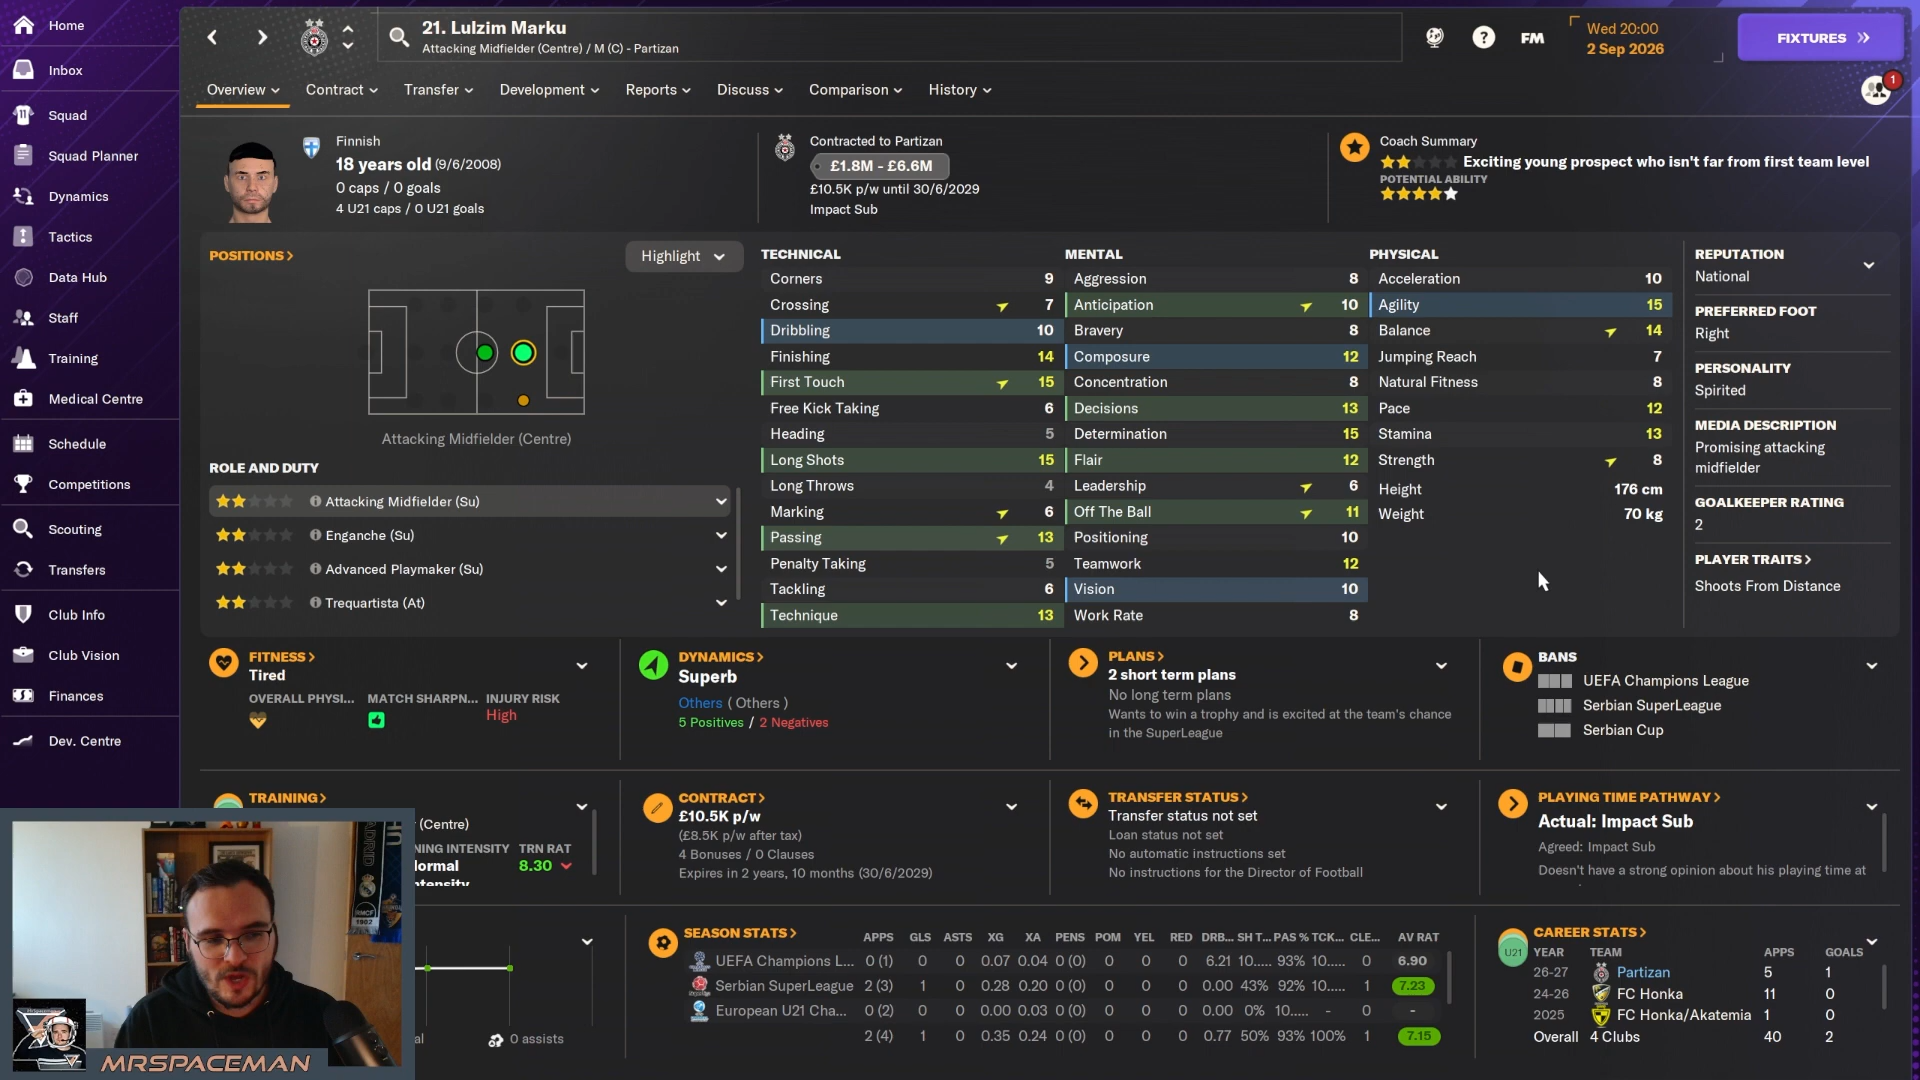 Home
Inbox
Squad
Squad Planner
Dynamics
Tactics
Data Hub
Staff
Training
Medical Centre
Schedule
Competitions
Scouting
Transfers
Club Info
Club Vision
Finances
Dev. Centre
21. Lulzim Marku
Attacking Midfielder (Centre) / M (C) - Partizan
FM
Wed 20:00
2 Sep 2026
FIXTURES
1
Overview Contract Transfer Development Reports Discuss Comparison History
Finnish
18 years old (9/6/2008)
0 caps / 0 goals
4 U21 caps / 0 U21 goals
Contracted to Partizan
£1.8M - £6.6M
£10.5K p/w until 30/6/2029
Impact Sub
Coach Summary
Exciting young prospect who isn't far from first team level
POTENTIAL ABILITY
POSITIONS
Highlight
Attacking Midfielder (Centre)
ROLE AND DUTY
Attacking Midfielder (Su)
Enganche (Su)
Advanced Playmaker (Su)
Trequartista (At)
TECHNICAL
Corners 9
Crossing 7
Dribbling 10
Finishing 14
First Touch 15
Free Kick Taking 6
Heading 5
Long Shots 15
Long Throws 4
Marking 6
Passing 13
Penalty Taking 5
Tackling 6
Technique 13
MENTAL
Aggression 8
Anticipation 10
Bravery 8
Composure 12
Concentration 8
Decisions 13
Determination 15
Flair 12
Leadership 6
Off The Ball 11
Positioning 10
Teamwork 12
Vision 10
Work Rate 8
PHYSICAL
Acceleration 10
Agility 15
Balance 14
Jumping Reach 7
Natural Fitness 8
Pace 12
Stamina 13
Strength 8
Height 176 cm
Weight 70 kg
REPUTATION
National
PREFERRED FOOT
Right
PERSONALITY
Spirited
MEDIA DESCRIPTION
Promising attacking
midfielder
GOALKEEPER RATING
2
PLAYER TRAITS
Shoots From Distance
FITNESS
Tired
OVERALL PHYSI... MATCH SHARPN... INJURY RISK
High
DYNAMICS
Superb
Others ( Others )
5 Positives / 2 Negatives
PLANS
2 short term plans
No long term plans
Wants to win a trophy and is excited at the team's chance
in the SuperLeague
BANS
UEFA Champions League
Serbian SuperLeague
Serbian Cup
TRAINING
(Centre)
NING INTENSITY TRN RAT
Normal 8.30
Intensity
CONTRACT
£10.5K p/w
(£8.5K p/w after tax)
4 Bonuses / 0 Clauses
Expires in 2 years, 10 months (30/6/2029)
TRANSFER STATUS
Transfer status not set
Loan status not set
No automatic instructions set
No instructions for the Director of Football
PLAYING TIME PATHWAY
Actual: Impact Sub
Agreed: Impact Sub
Doesn't have a strong opinion about his playing time at
al 0 assists
SEASON STATS APPS GLS ASTS XG XA PENS POM YEL RED DRB... SH T... PAS % TCK... CLE... AV RAT
UEFA Champions L... 0 (1) 0 0 0.07 0.04 0 (0) 0 0 0 6.21 10..... 93% 10..... 0 6.90
Serbian SuperLeague 2 (3) 1 0 0.28 0.20 0 (0) 0 0 0 0.00 43% 92% 10..... 1 7.23
European U21 Cha... 0 (2) 0 0 0.00 0.03 0 (0) 0 0 0 0.00 0% 10..... - 0 -
2 (4) 1 0 0.35 0.24 0 (0) 0 0 0 0.77 50% 93% 100% 1 7.15
CAREER STATS
U21
YEAR TEAM APPS GOALS
26-27 Partizan 5 1
24-26 FC Honka 11 0
2025 FC Honka/Akatemia 1 0
Overall 4 Clubs 40 2
MRSPACEMAN